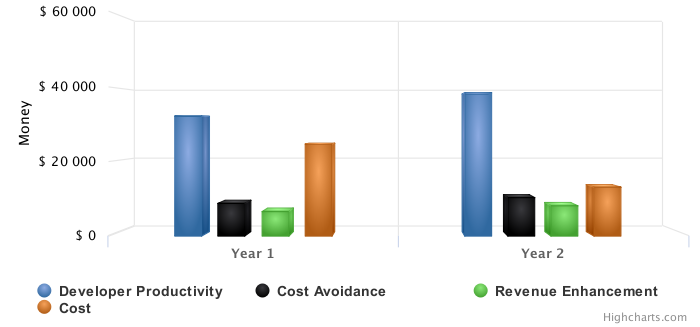 $ 60 000
$ 40 000
$ 20 000
$ 0
Money
Year 1
Year 2
Developer Productivity
Cost Avoidance
Revenue Enhancement
Cost
Highcharts.com